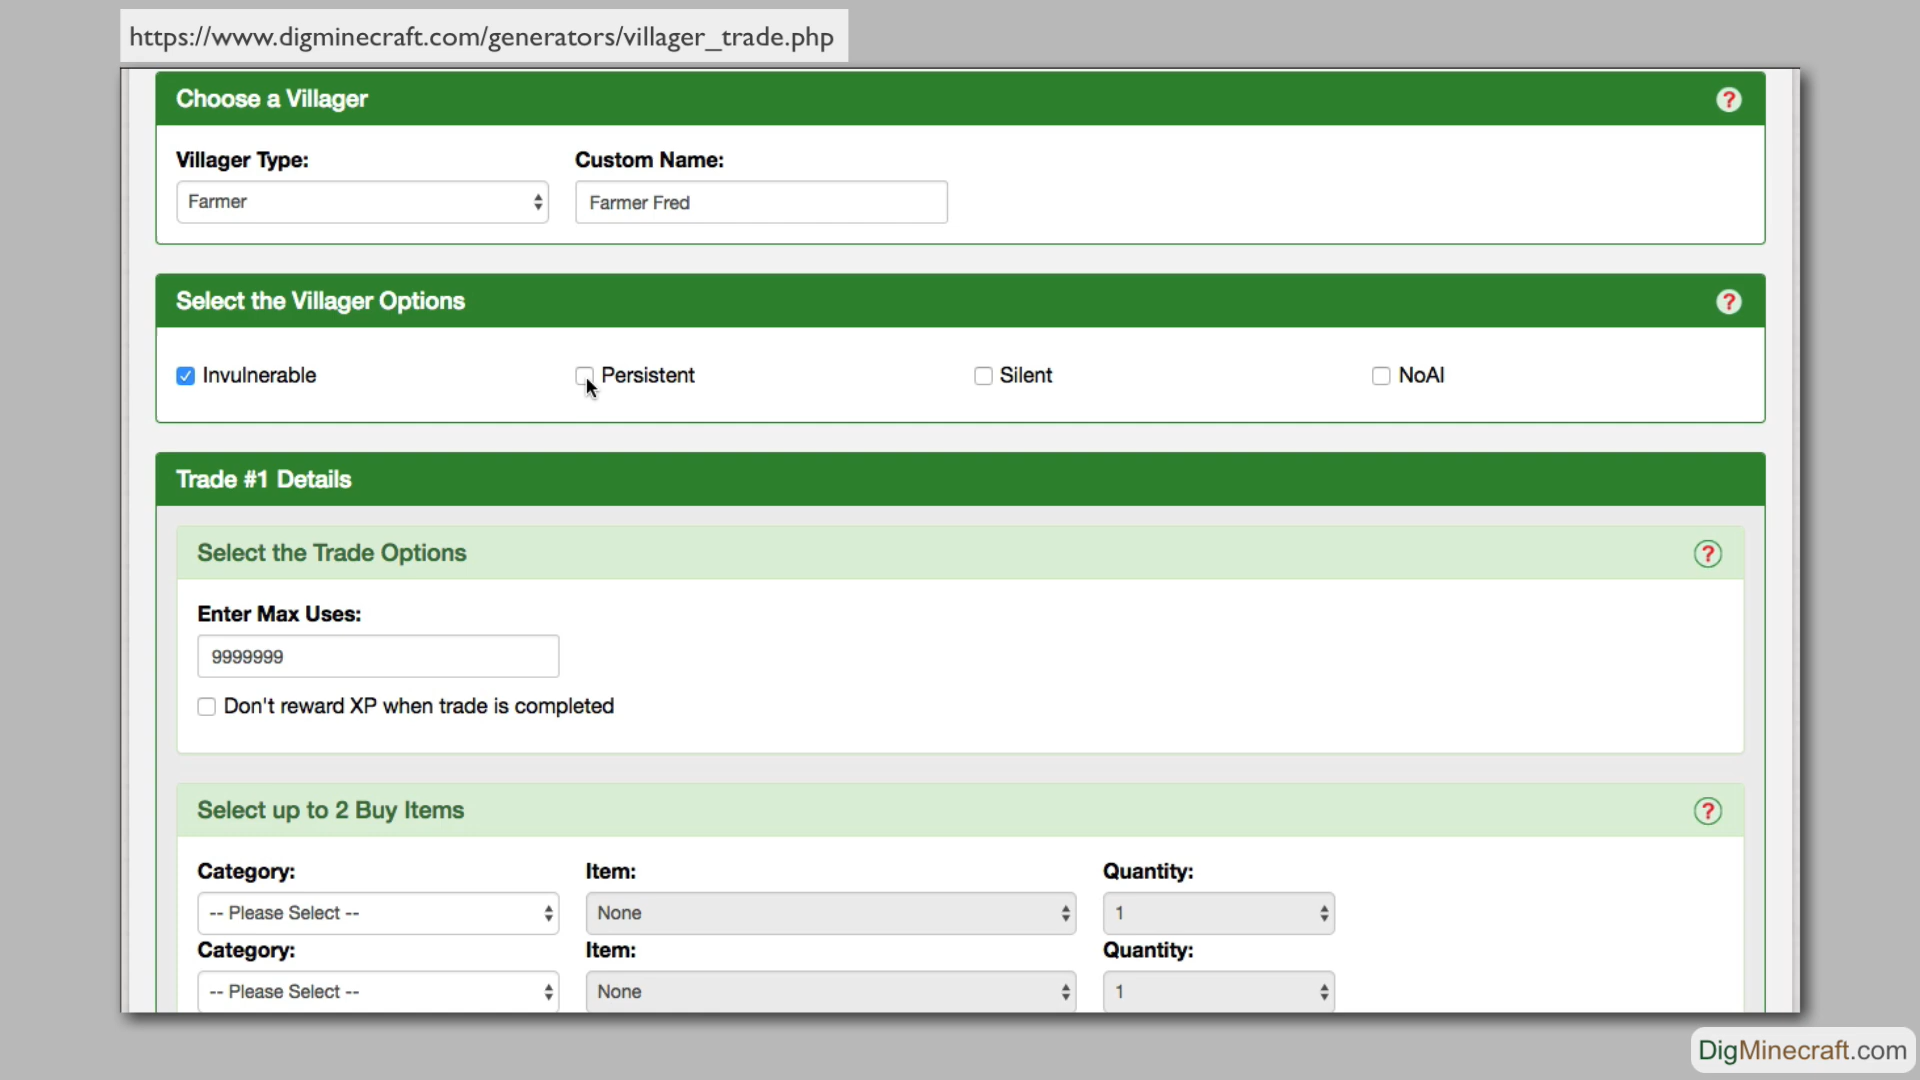 https://www.digminecraft.com/generators/villager_trade.php
Choose a Villager ?
Villager Type: Custom Name:
Farmer Farmer Fred
Select the Villager Options ?
Invulnerable Persistent Silent NoAI
Trade #1 Details
Select the Trade Options ?
Enter Max Uses:
9999999
Don't reward XP when trade is completed
Select up to 2 Buy Items ?
Category: Item: Quantity:
-- Please Select -- None 1
Category: Item: Quantity:
-- Please Select -- None 1
DigMinecraft.com